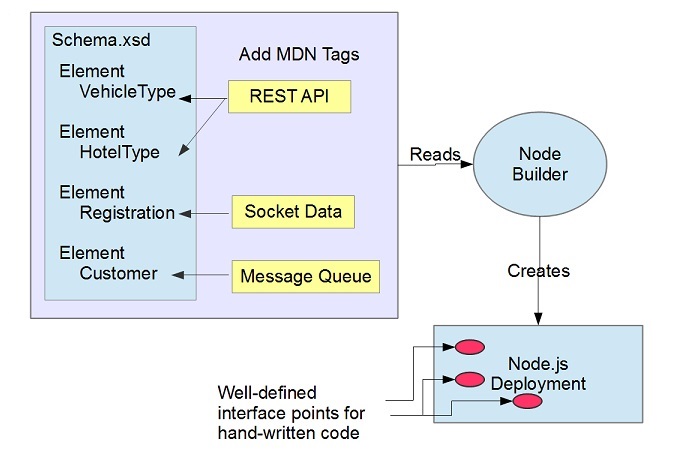 Schema.xsd
Add MDN Tags
Element
VehicleType
REST API
Element
HotelType
Element
Registration
Socket Data
Element
Customer
Message Queue
Reads
Node
Builder
Creates
Node.js
Deployment
Well-defined
interface points for
hand-written code